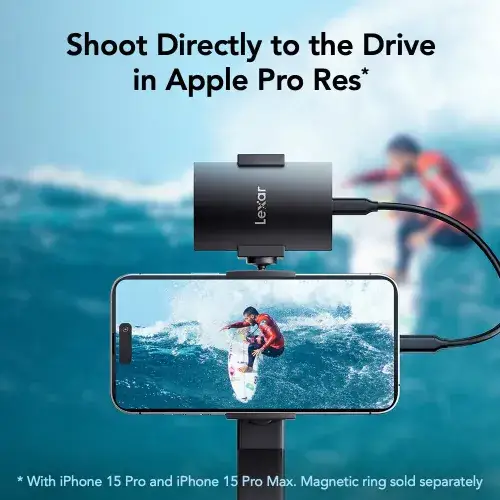 Shoot Directly to the Drive
in Apple Pro Res*
Lexar
* With iPhone 15 Pro and iPhone 15 Pro Max. Magnetic ring sold separately